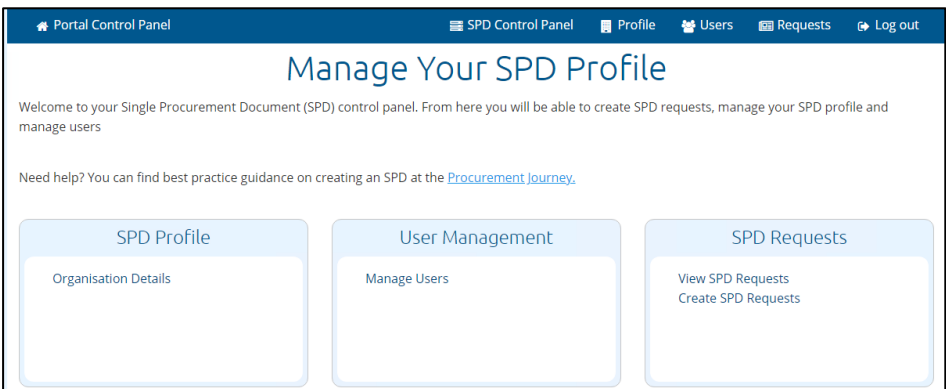 Portal Control Panel SPD Control Panel Profile Users Requests Log out
Manage Your SPD Profile
Welcome to your Single Procurement Document (SPD) control panel. From here you will be able to create SPD requests, manage your SPD profile and
manage users
Need help? You can find best practice guidance on creating an SPD at the Procurement Journey.
SPD Profile
Organisation Details
User Management
Manage Users
SPD Requests
View SPD Requests
Create SPD Requests